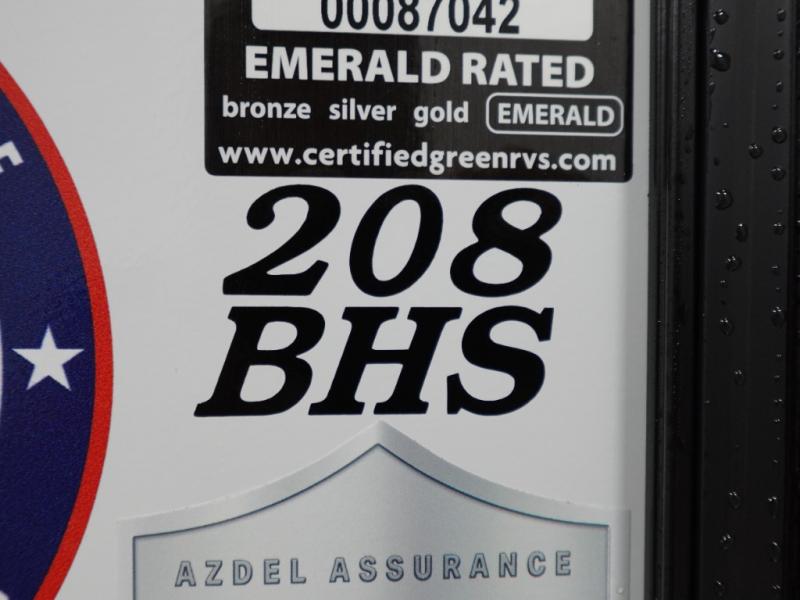 00087042
EMERALD RATED
bronze silver gold EMERALD
www.certifiedgreenrvs.com
208
BHS
AZDEL ASSURANCE